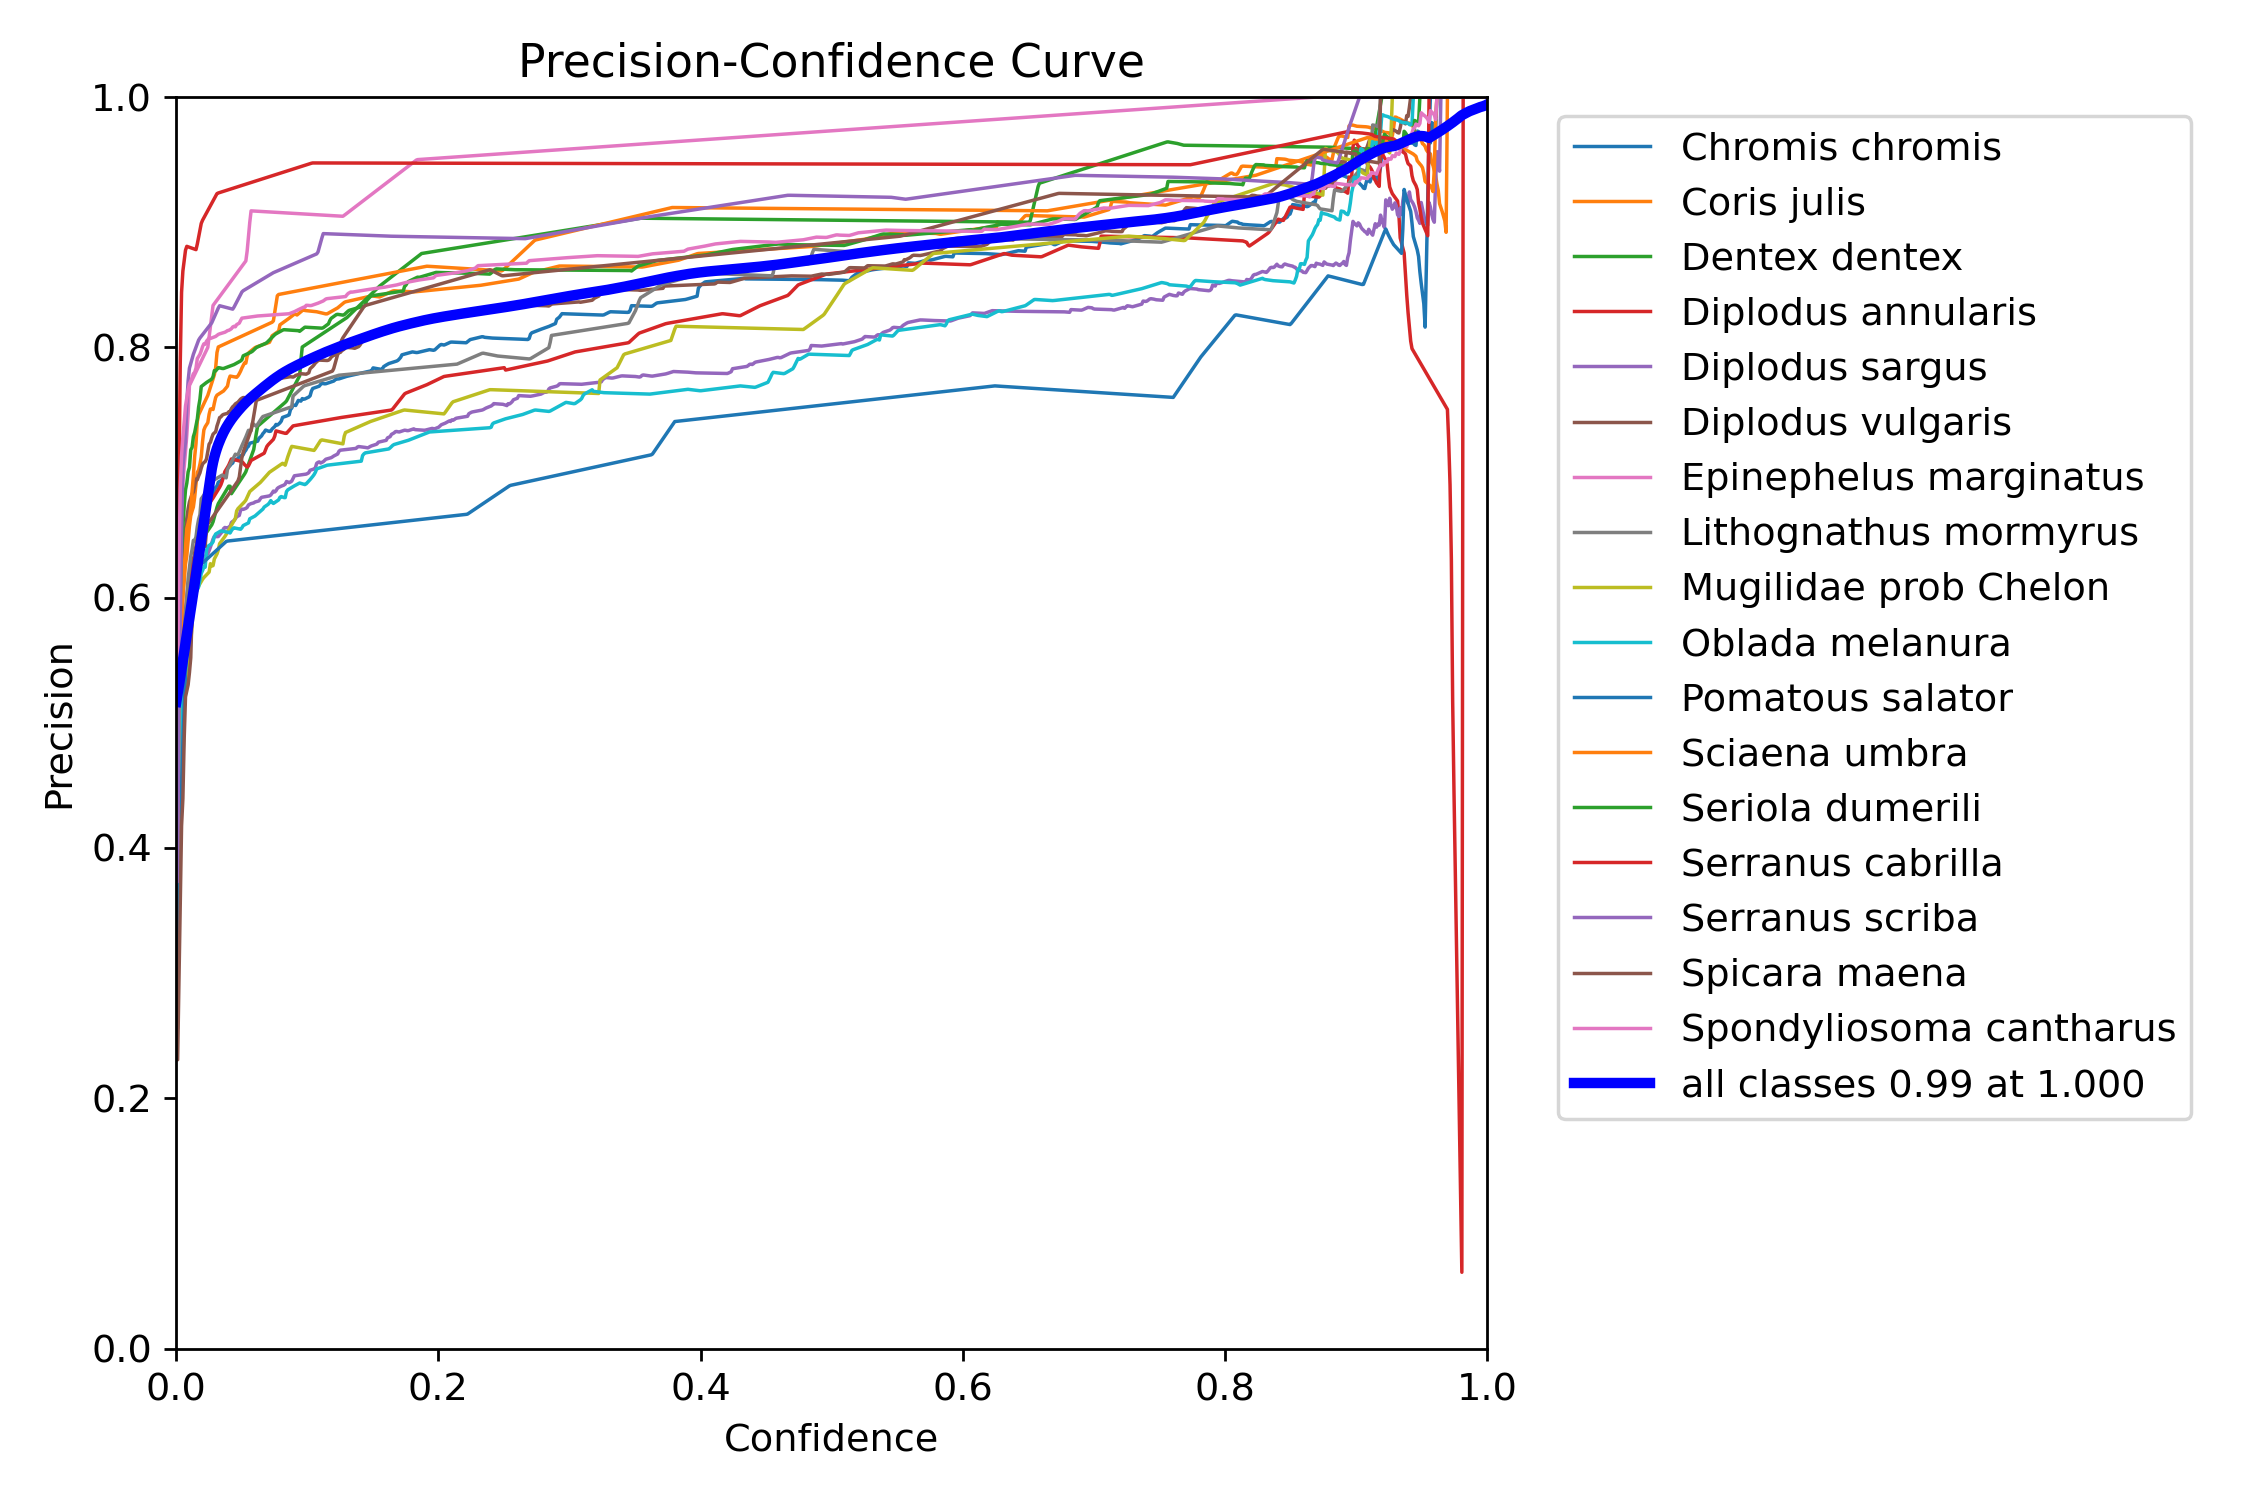 Precision-Confidence Curve
1.0
0.8
0.6
0.4
0.2
0.0
Precision
0.0 0.2 0.4 0.6 0.8 1.0
Confidence
Chromis chromis
Coris julis
Dentex dentex
Diplodus annularis
Diplodus sargus
Diplodus vulgaris
Epinephelus marginatus
Lithognathus mormyrus
Mugilidae prob Chelon
Oblada melanura
Pomatous salator
Sciaena umbra
Seriola dumerili
Serranus cabrilla
Serranus scriba
Spicara maena
Spondyliosoma cantharus
all classes 0.99 at 1.000